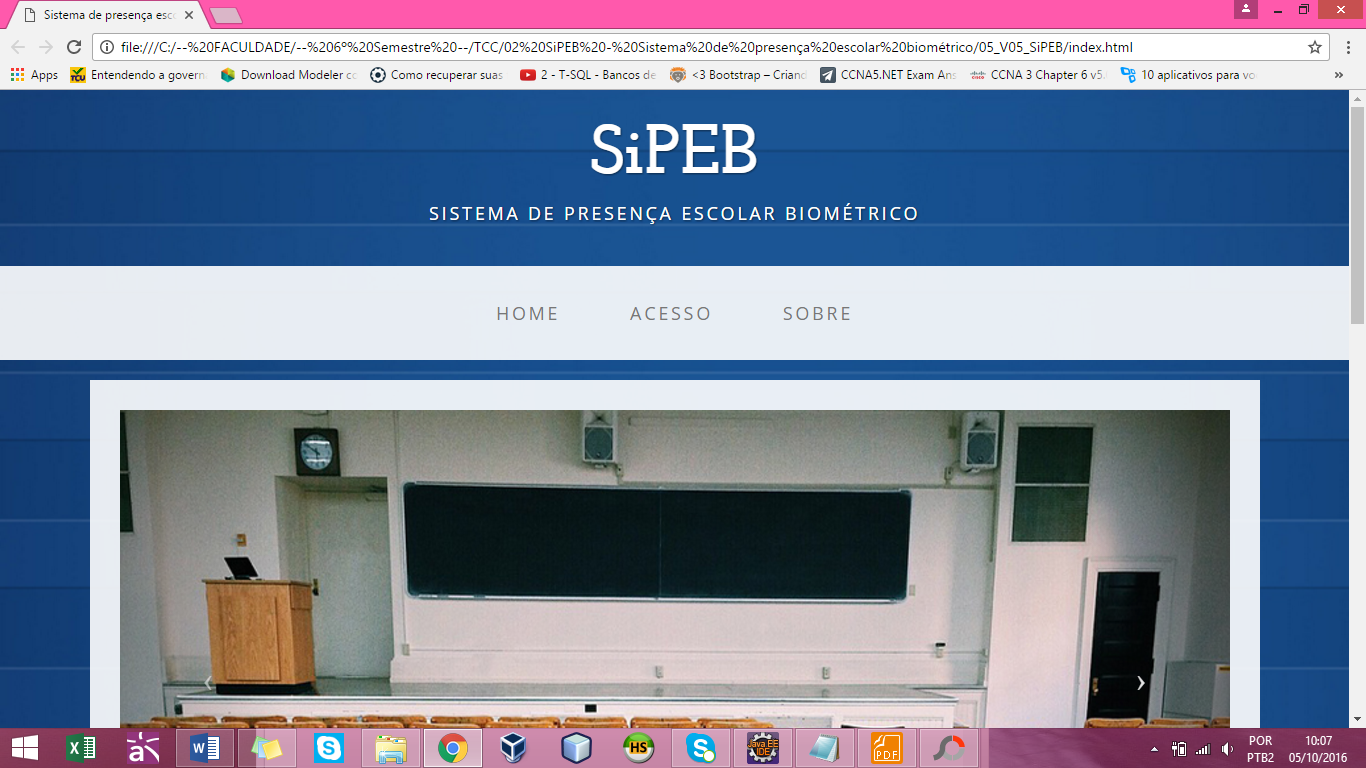 Sistema de presença esc
file:///C:/--%20FACULDADE/--%206º%20Semestre%20--/TCC/02%20SiPEB%20-%20Sistema%20de%20presença%20escolar%20biométrico/05_V05_SiPEB/index.html
Apps Entendendo a govern Download Modeler co Como recuperar suas 2 - T-SQL - Bancos de <3 Bootstrap – Crian CCNA5.NET Exam Ans CCNA 3 Chapter 6 v5. 10 aplicativos para vo
SiPEB
SISTEMA DE PRESENÇA ESCOLAR BIOMÉTRICO
HOME ACESSO SOBRE
POR 10:07
PTB2 05/10/2016